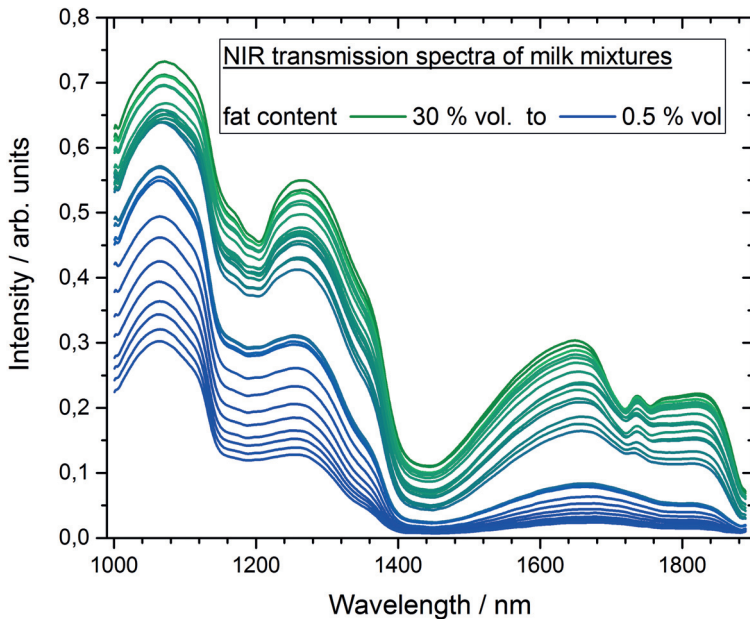 0,8
0,7
0,6
0,5
0,4
0,3
0,2
0,1
0,0
Intensity / arb. units
NIR transmission spectra of milk mixtures
fat content 30 % vol. to 0.5 % vol
1000 1200 1400 1600 1800
Wavelength / nm